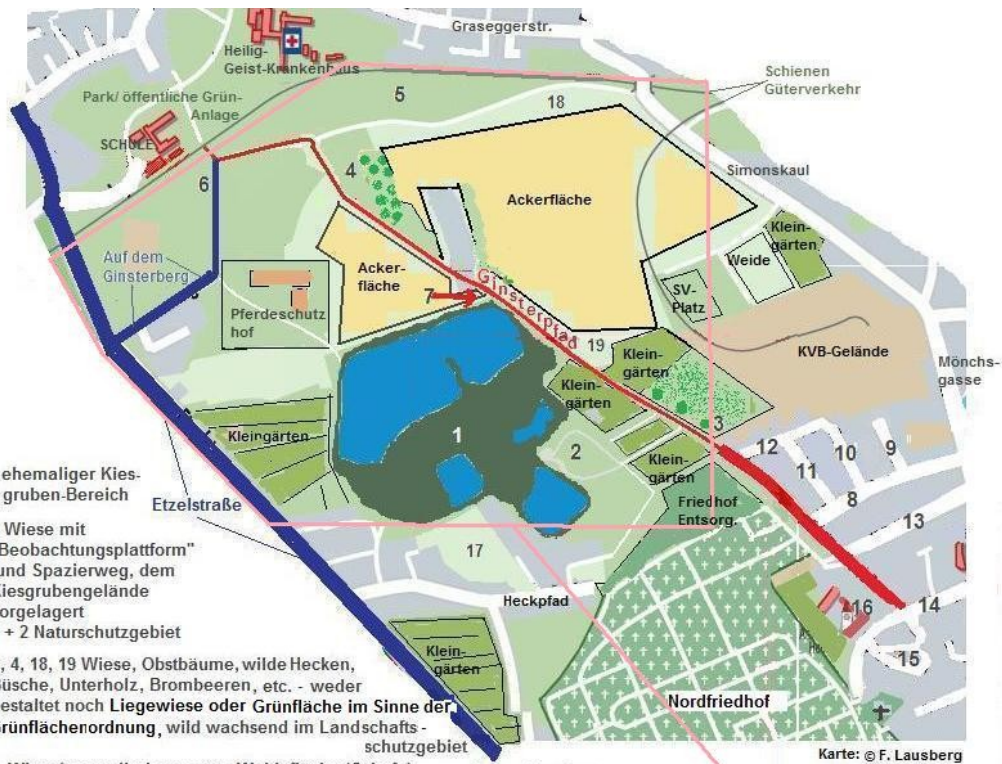 Graseggerstr.
Heilig-
Geist-Krankenhaus
Schienen
Güterverkehr
Park/ öffentliche Grün-
Anlage
5
18
SCHULE
4
6
Simonskaul
Ackerfläche
Klein-
gärten
Weide
Auf dem
Ginsterberg
Acker-
fläche
7
Ginsterpfad
SV-
Platz
Pferdeschutz
hof
19
KVB-Gelände
Mönchs-
gasse
Klein-
gärten
Klein-
gärten
3
Kleingärten
1
2
12
10
9
11
Klein-
gärten
8
ehemaliger Kies-
gruben-Bereich
Etzelstraße
Friedhof
Entsorg.
13
Wiese mit
Beobachtungsplattform"
und Spazierweg, dem
Kiesgrubengelände
orgelagert
+ 2 Naturschutzgebiet
17
Heckpfad
16
14
15
, 4, 18, 19 Wiese, Obstbäume, wilde Hecken,
üsche, Unterholz, Brombeeren, etc. - weder
estaltet noch Liegewiese oder Grünfläche im Sinne der
Grünflächenordnung, wild wachsend im Landschafts -
schutzgebiet
Klein-
gärten
Nordfriedhof
Karte: © F. Lausberg